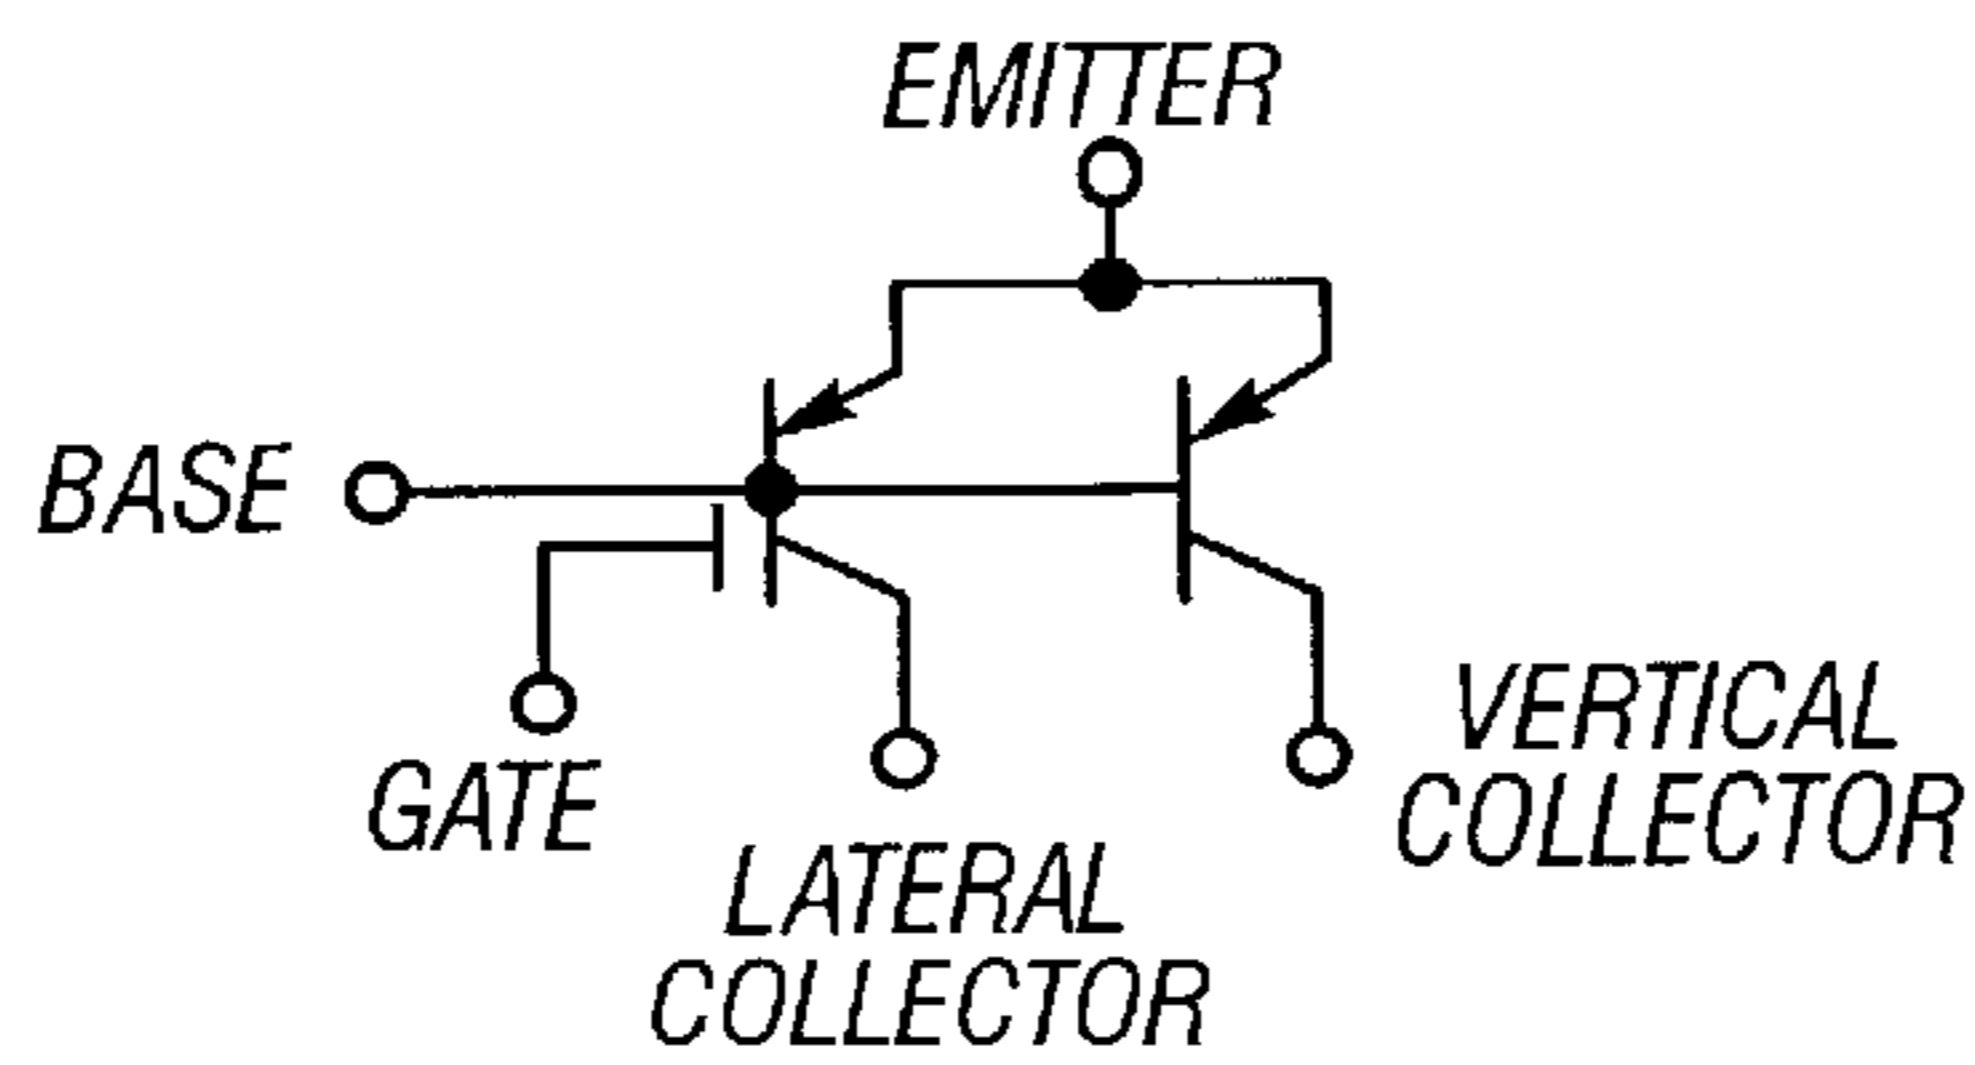 EMITTER
BASE
GATE
LATERAL
COLLECTOR
VERTICAL
COLLECTOR